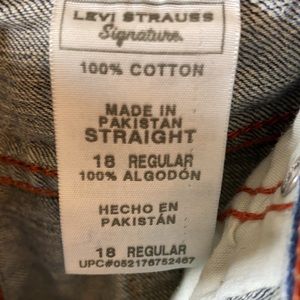 LEVI STRAUSS
Signature.
100% COTTON
MADE IN
PAKISTAN
STRAIGHT
18 REGULAR
100% ALGODÓN
HECHO EN
PAKISTÁN
18 REGULAR
UPC#052176752467